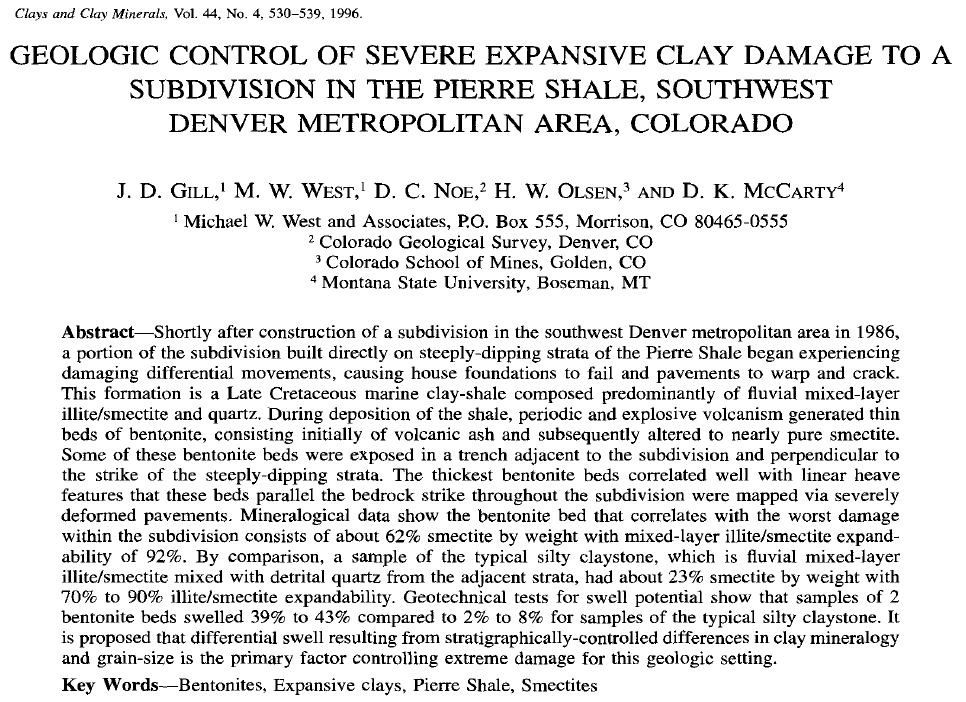 Clays and Clay Minerals, Vol. 44, No. 4, 530–539, 1996.
GEOLOGIC CONTROL OF SEVERE EXPANSIVE CLAY DAMAGE TO A
SUBDIVISION IN THE PIERRE SHALE, SOUTHWEST
DENVER METROPOLITAN AREA, COLORADO
J. D. GILL,¹ M. W. WEST,¹ D. C. NOE,² H. W. OLSEN,³ AND D. K. MCCARTY⁴
¹ Michael W. West and Associates, P.O. Box 555, Morrison, CO 80465-0555
² Colorado Geological Survey, Denver, CO
³ Colorado School of Mines, Golden, CO
⁴ Montana State University, Boseman, MT
Abstract—Shortly after construction of a subdivision in the southwest Denver metropolitan area in 1986,
a portion of the subdivision built directly on steeply-dipping strata of the Pierre Shale began experiencing
damaging differential movements, causing house foundations to fail and pavements to warp and crack.
This formation is a Late Cretaceous marine clay-shale composed predominantly of fluvial mixed-layer
illite/smectite and quartz. During deposition of the shale, periodic and explosive volcanism generated thin
beds of bentonite, consisting initially of volcanic ash and subsequently altered to nearly pure smectite.
Some of these bentonite beds were exposed in a trench adjacent to the subdivision and perpendicular to
the strike of the steeply-dipping strata. The thickest bentonite beds correlated well with linear heave
features that these beds parallel the bedrock strike throughout the subdivision were mapped via severely
deformed pavements. Mineralogical data show the bentonite bed that correlates with the worst damage
within the subdivision consists of about 62% smectite by weight with mixed-layer illite/smectite expand-
ability of 92%. By comparison, a sample of the typical silty claystone, which is fluvial mixed-layer
illite/smectite mixed with detrital quartz from the adjacent strata, had about 23% smectite by weight with
70% to 90% illite/smectite expandability. Geotechnical tests for swell potential show that samples of 2
bentonite beds swelled 39% to 43% compared to 2% to 8% for samples of the typical silty claystone. It
is proposed that differential swell resulting from stratigraphically-controlled differences in clay mineralogy
and grain-size is the primary factor controlling extreme damage for this geologic setting.
Key Words—Bentonites, Expansive clays, Pierre Shale, Smectites